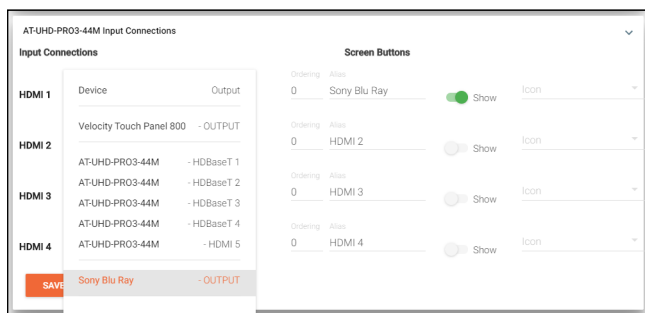 AT-UHD-PRO3-44M Input Connections
Input Connections
Screen Buttons
HDMI 1
HDMI 2
HDMI 3
HDMI 4
SAVE
Device Output
Velocity Touch Panel 800 - OUTPUT
AT-UHD-PRO3-44M - HDBaseT 1
AT-UHD-PRO3-44M - HDBaseT 2
AT-UHD-PRO3-44M - HDBaseT 3
AT-UHD-PRO3-44M - HDBaseT 4
AT-UHD-PRO3-44M - HDMI 5
Sony Blu Ray - OUTPUT
Ordering Alias
0 Sony Blu Ray Show Icon
Ordering Alias
0 HDMI 2 Show Icon
Ordering Alias
0 HDMI 3 Show Icon
Ordering Alias
0 HDMI 4 Show Icon